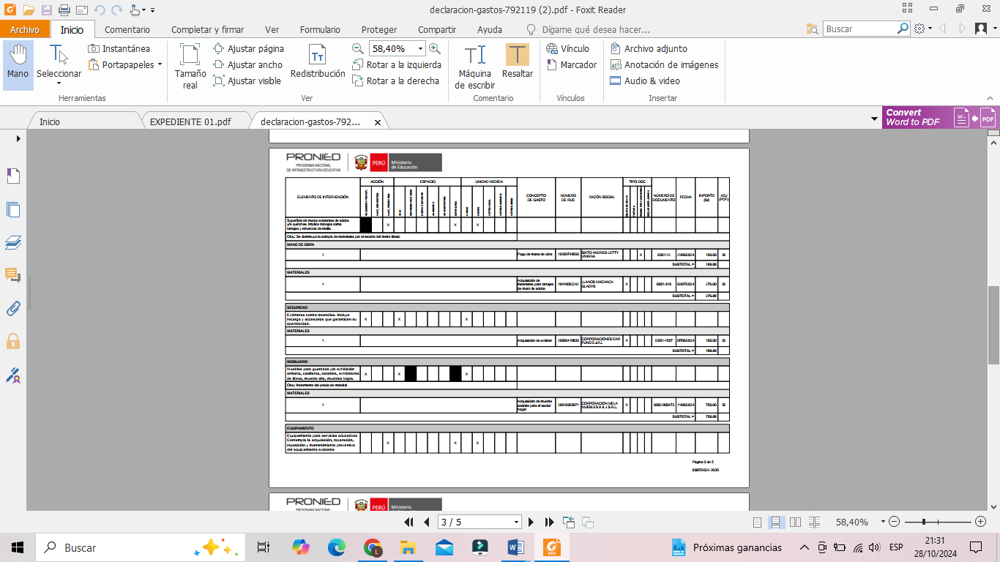 declaracion-gastos-792119 (2).pdf - Foxit Reader
Archivo Inicio Comentario Completar y firmar Ver Formulario Proteger Compartir Ayuda Dígame qué desea hacer... Buscar
Mano
Seleccionar
Instantánea
Portapapeles
Herramientas
Tamaño real
Ajustar página
Ajustar ancho
Ajustar visible
Redistribución
58,40%
Rotar a la izquierda
Rotar a la derecha
Ver
Máquina de escribir
Resaltar
Comentario
Vínculo
Marcador
Vínculos
Archivo adjunto
Anotación de imágenes
Audio & video
Insertar
Inicio EXPEDIENTE 01.pdf declaracion-gastos-792...
Convert
Word to PDF
W PDF
PRONIED
PROGRAMA NACIONAL
DE INFRAESTRUCTURA EDUCATIVA
PERÚ Ministerio
de Educación
ACCIÓN ESPACIO UNIDAD MEDIDA TIPO DOC
ELEMENTO DE INTERVENCIÓN CONCEPTO DE GASTO NÚMERO DE RUC RAZÓN SOCIAL NÚMERO DE DOCUMENTO FECHA IMPORTE (S/) ADJ (PDF)
Superficie en muros existentes de adobe
y/o quinchas. Implica trabajos como
tarrajeo y refuerzos de malla.
X X X
Obs.: Se disminuyo la compra de materiales por el recorte del metro lineal.
MANO DE OBRA
1 Pago de mano de obra SIXTO ANDRES LETTY VIVIANA X E001-12 21/06/2024 190.00 SI
SUBTOTAL = 190.00
MATERIALES
1 Adquisición de materiales para tarrajeo de muro de adobe 10416052242 LLANOS MACHACA GLADYS X B001-316 03/07/2024 276.00 SI
SUBTOTAL = 276.00
SEGURIDAD
Extintores contra incendios. Incluye
recarga y accesorios que garanticen su
operatividad.
X X X
MATERIALES
1 Adquisición de extintor 20606410833 CORPORACIONES CAR PUNO E.I.R.L. X EB01-1507 07/06/2024 100.00 SI
SUBTOTAL = 100.00
MOBILIARIO
Muebles para guardado y/o exhibición
armario, casilleros, estantes, exhibidores
de libros, mueble alto, muebles bajos.
X X X
Obs.: Incremento del precio de material
MATERIALES
1 Adquisición de mueble cocinita para el sector hogar CORPORACION MELA MUEBLES B & J S.R.L. X B002-000473 11/06/2024 750.00 SI
SUBTOTAL = 750.00
EQUIPAMIENTO
Equipamiento para servicios educativos
Contempla la adquisición, reparación,
reposición y mantenimiento preventivo
del equipamiento existente
X X X
Página 3 de 5
03/07/2024 20:35
PRONIED
PROGRAMA NACIONAL
PERÚ Ministerio
de Educación
3 / 5 58,40%
Buscar Próximas ganancias ESP 21:31
28/10/2024